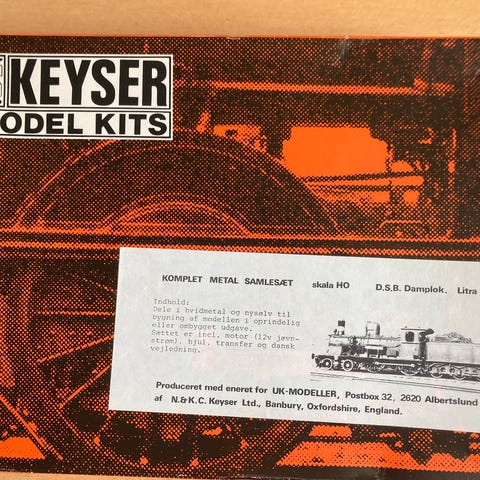 KEYSER
ODEL KITS
KOMPLET METAL SAMLESÆT skala HO D.S.B. Damplok. Litra
Indhold:
Dele i hvidmetal og nysølv til
bygning af modellen i oprindelig
eller ombygget udgave.
Sættet er incl. motor (12v jævn-
strøm), hjul, transfer og dansk
vejledning.
Produceret med eneret for UK-MODELLER, Postbox 32, 2620 Albertslund
af N.& K.C. Keyser Ltd., Banbury, Oxfordshire, England.